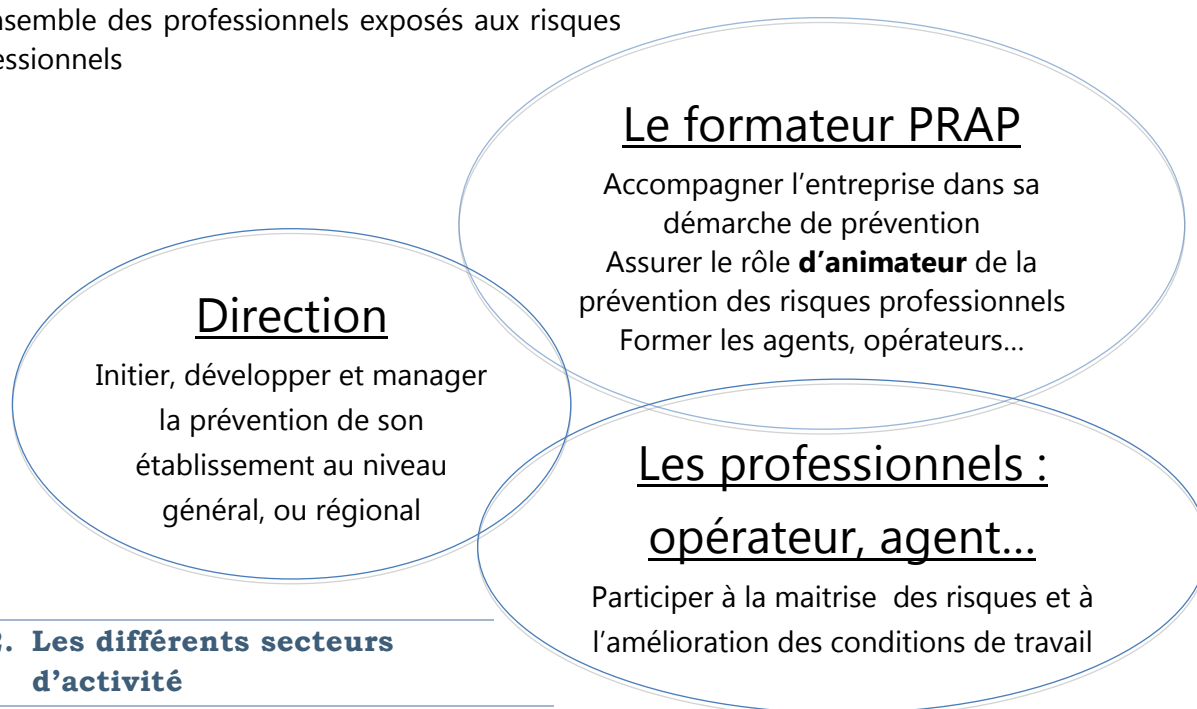 nsemble des professionnels exposés aux risques
essionnels
Le formateur PRAP
Accompagner l’entreprise dans sa
démarche de prévention
Assurer le rôle d’animateur de la
prévention des risques professionnels
Former les agents, opérateurs…
Direction
Initier, développer et manager
la prévention de son
établissement au niveau
général, ou régional
Les professionnels :
opérateur, agent…
Participer à la maitrise des risques et à
l’amélioration des conditions de travail
2. Les différents secteurs
d’activité